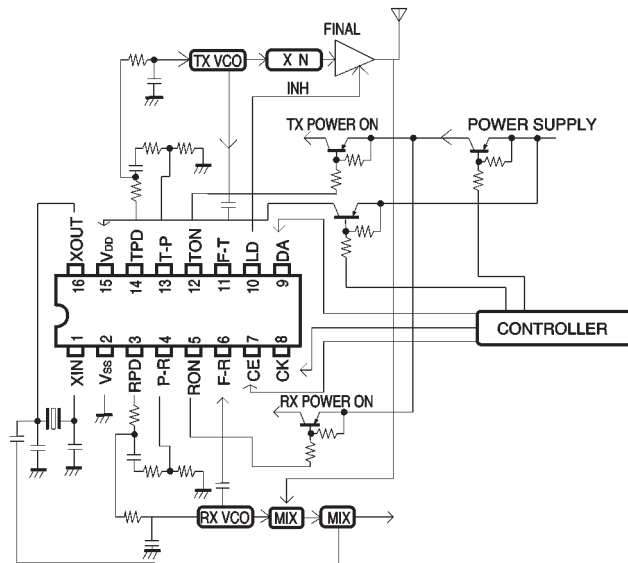 FINAL
TX VCO
X N
INH
TX POWER ON
POWER SUPPLY
XOUT
VDD
TPD
T-P
TON
F-T
LD
DA
16
15
14
13
12
11
10
9
CONTROLLER
1
2
3
4
5
6
7
8
XIN
VSS
RPD
P-R
RON
F-R
CE
CK
RX POWER ON
RX VCO
MIX
MIX